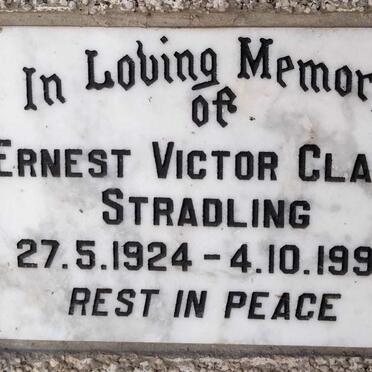 In Loving Memor
of
ERNEST VICTOR CLA
STRADLING
27.5.1924 - 4.10.199
REST IN PEACE